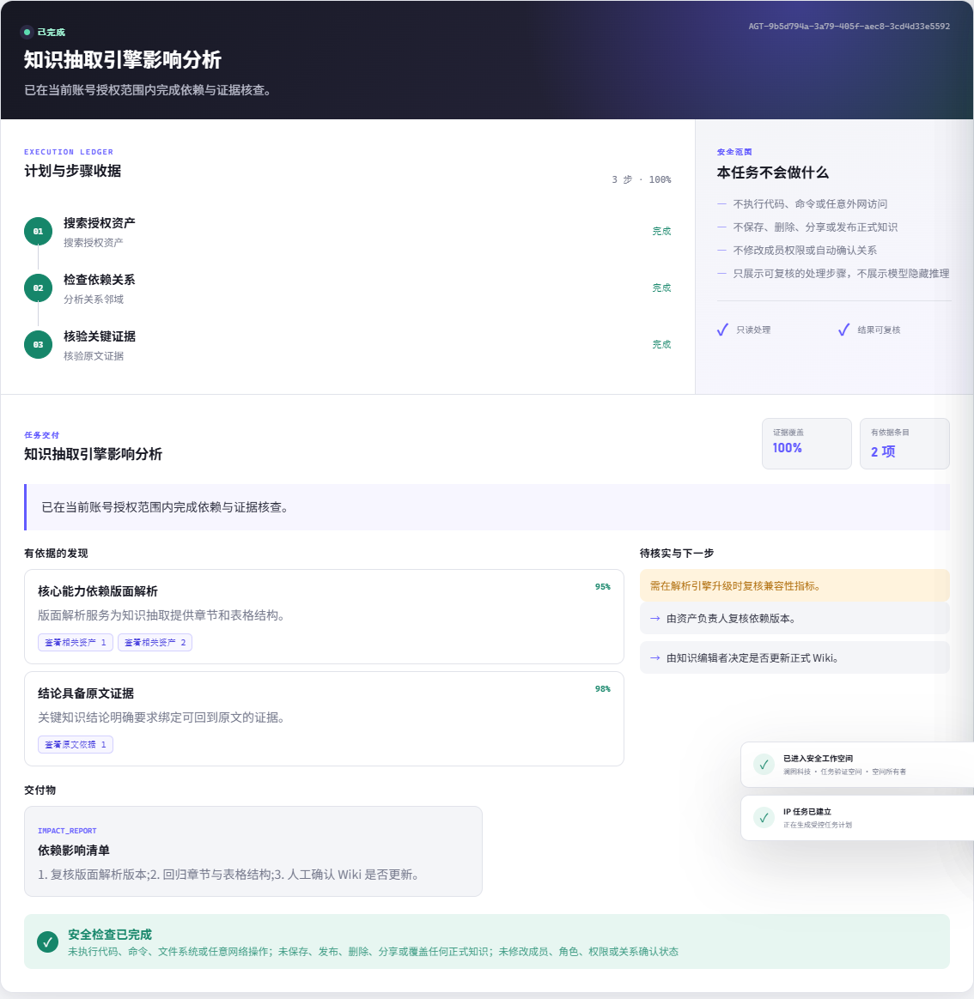 已完成
AGT-9b5d794a-3a79-405f-aec8-3cd4d33e5592
知识抽取引擎影响分析
已在当前账号授权范围内完成依赖与证据核查。
EXECUTION LEDGER
计划与步骤收据
3 步 · 100%
01
搜索授权资产
搜索授权资产
完成
02
检查依赖关系
分析关系邻域
完成
03
核验关键证据
核验原文证据
完成
安全范围
本任务不会做什么
— 不执行代码、命令或任意外网访问
— 不保存、删除、分享或发布正式知识
— 不修改成员权限或自动确认关系
— 只展示可复核的处理步骤，不展示模型隐藏推理
✓ 只读处理
✓ 结果可复核
任务交付
知识抽取引擎影响分析
证据覆盖
100%
有依据条目
2 项
已在当前账号授权范围内完成依赖与证据核查。
有依据的发现
核心能力依赖版面解析
95%
版面解析服务为知识抽取提供章节和表格结构。
查看相关资产 1
查看相关资产 2
结论具备原文证据
98%
关键知识结论明确要求绑定可回到原文的证据。
查看原文依据 1
待核实与下一步
需在解析引擎升级时复核兼容性指标。
→ 由资产负责人复核依赖版本。
→ 由知识编辑者决定是否更新正式 Wiki。
已进入安全工作空间
科技 · 任务验证空间 · 空间所有者
IP 任务已建立
正在生成受控任务计划
交付物
IMPACT_REPORT
依赖影响清单
1. 复核版面解析版本;2. 回归章节与表格结构;3. 人工确认 Wiki 是否更新。
安全检查已完成
未执行代码、命令、文件系统或任意网络操作；未保存、发布、删除、分享或覆盖任何正式知识；未修改成员、角色、权限或关系确认状态